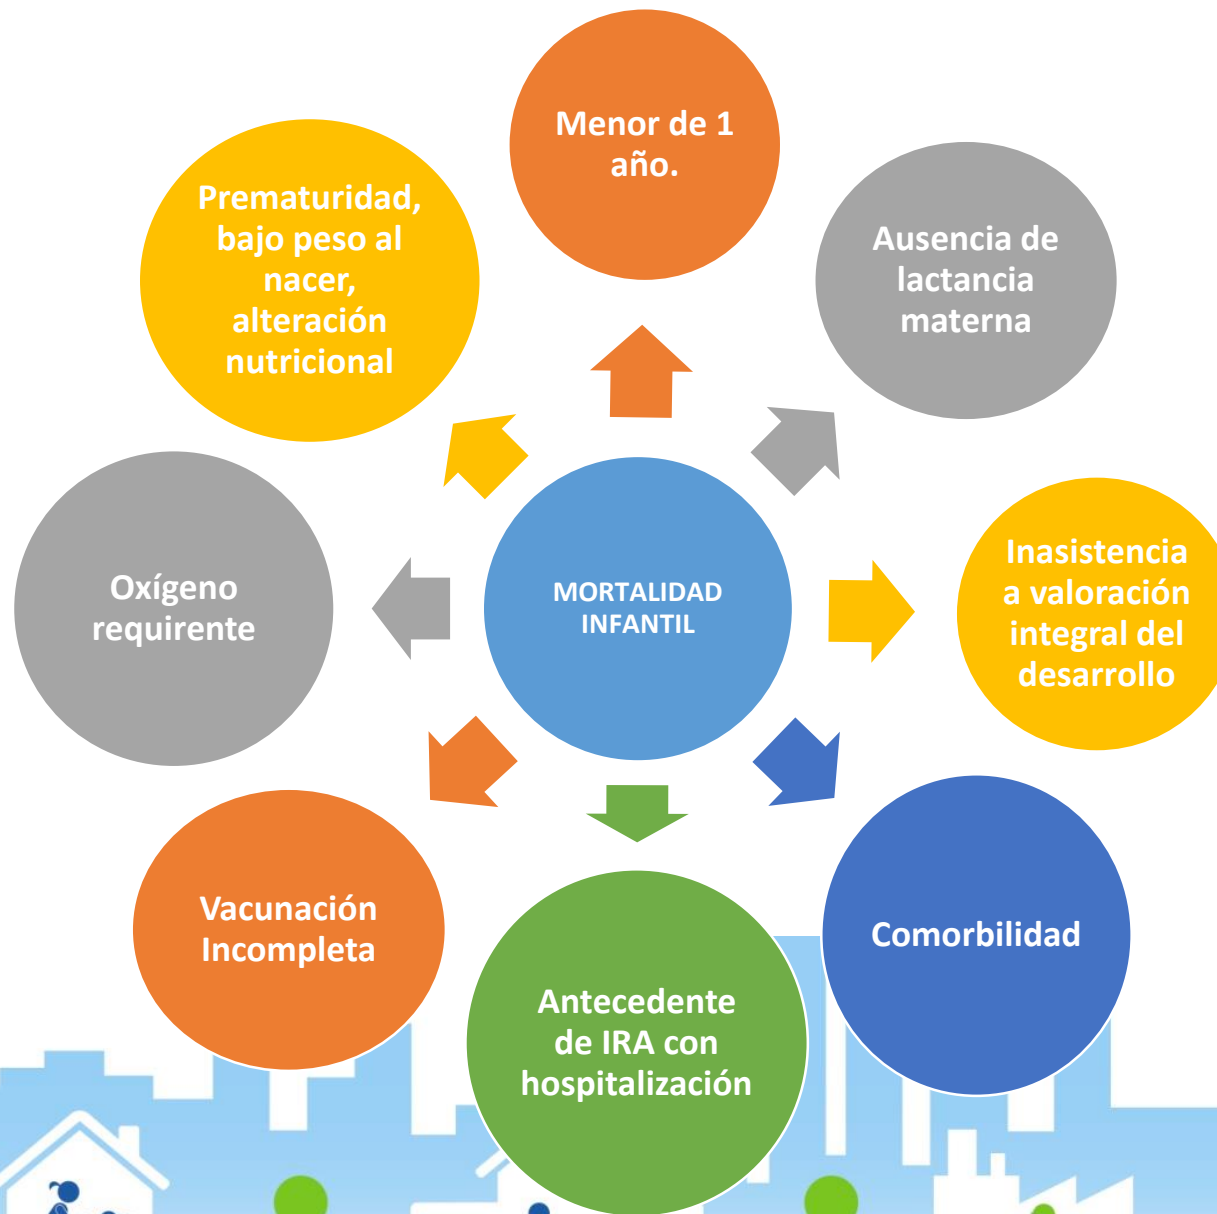 Menor de 1
año.
Ausencia de
lactancia
materna
Inasistencia
a valoración
integral del
desarrollo
Comorbilidad
Antecedente
de IRA con
hospitalización
Vacunación
Incompleta
Oxígeno
requirente
Prematuridad,
bajo peso al
nacer,
alteración
nutricional
MORTALIDAD
INFANTIL